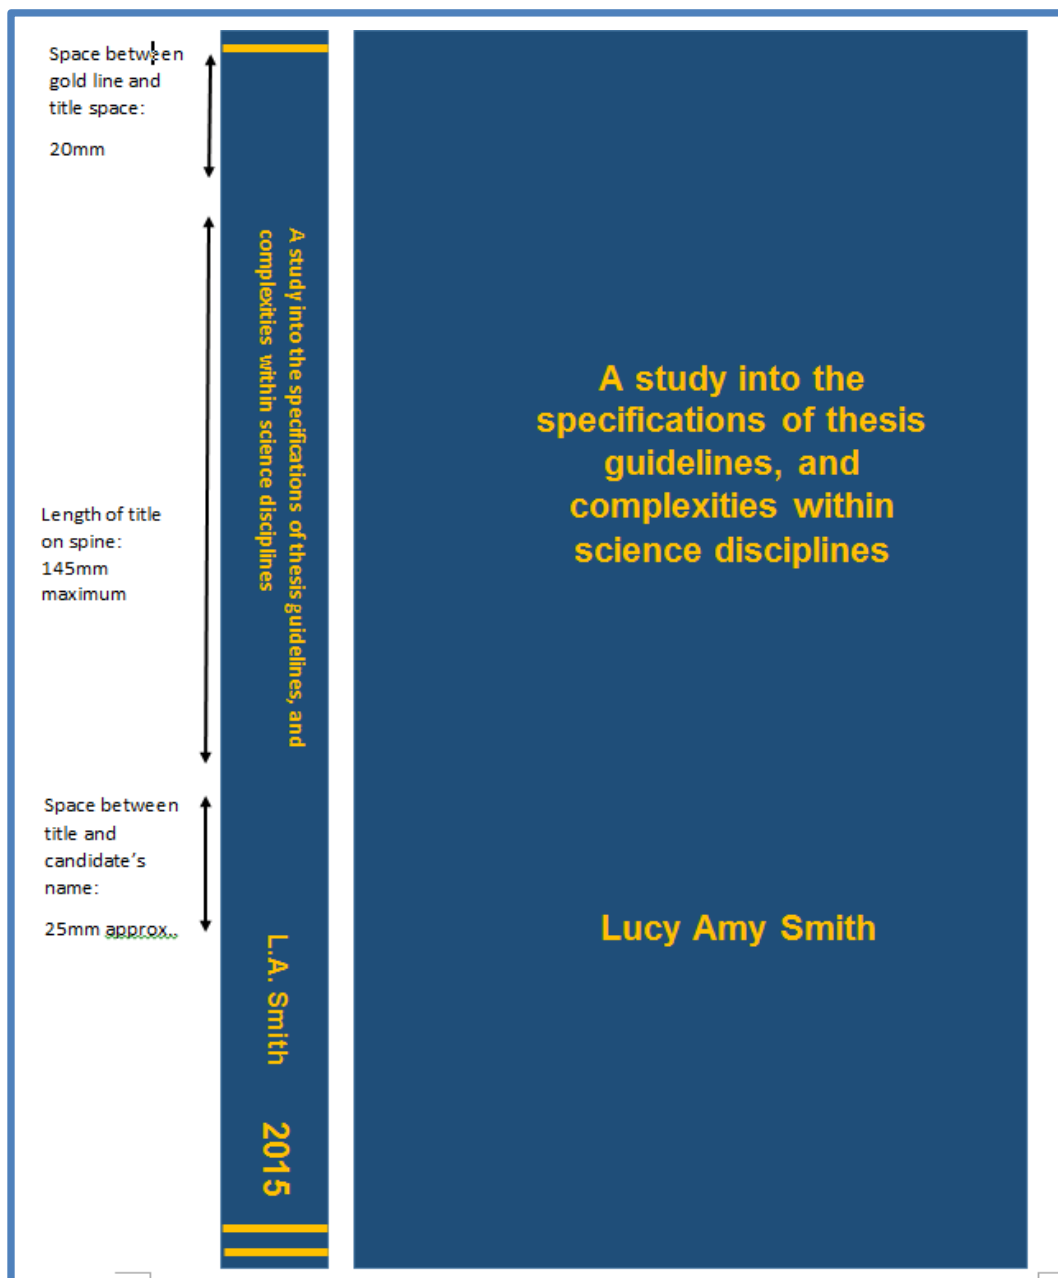 Space between
gold line and
title space:
20mm
Length of title
on spine:
145mm
maximum
Space between
title and
candidate's
name:
25mm approx..
A study into the specifications of thesis guidelines, and
complexities within science disciplines
L.A. Smith
2015
A study into the
specifications of thesis
guidelines, and
complexities within
science disciplines
Lucy Amy Smith